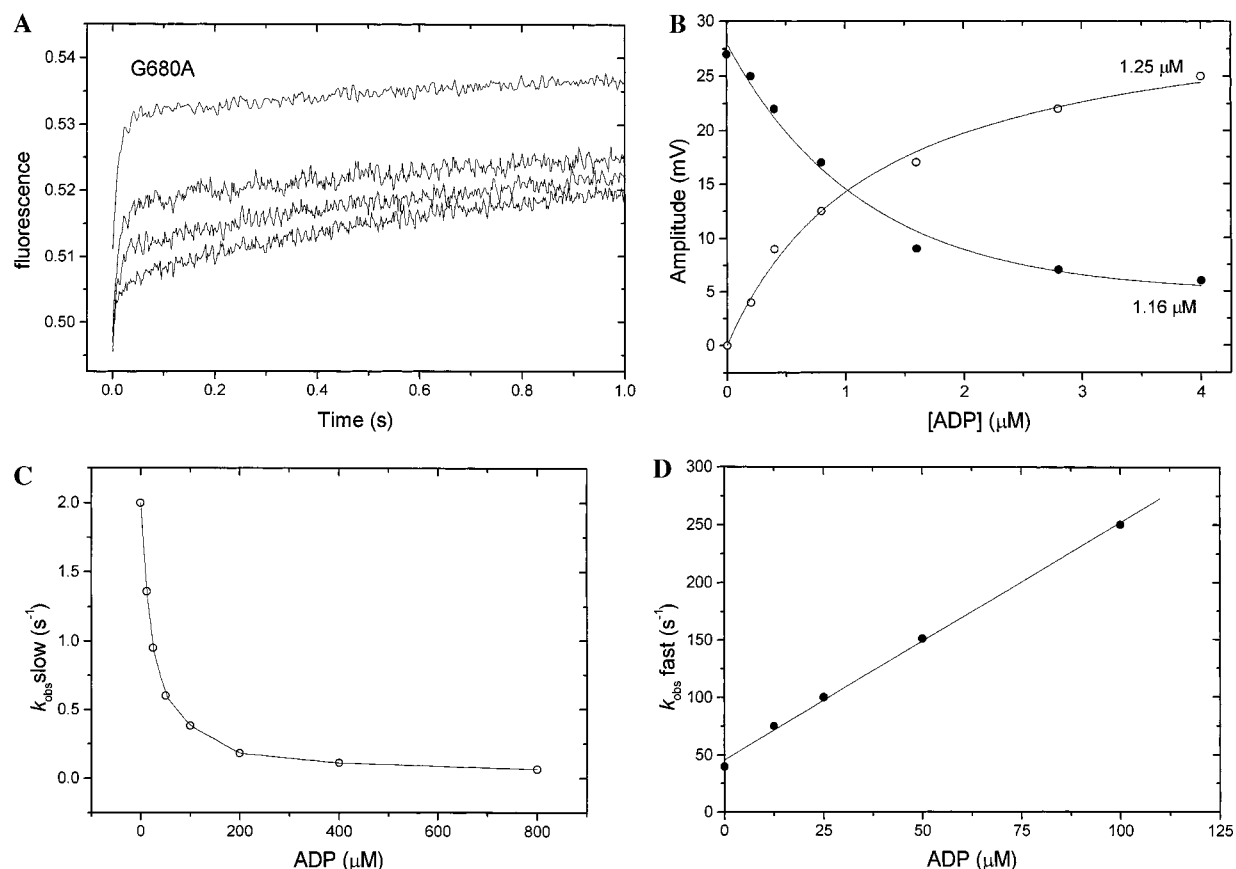 A
G680A
0.54
0.53
0.52
0.51
0.50
fluorescence
0.0 0.2 0.4 0.6 0.8 1.0
Time (s)
B
30
25
20
15
10
5
0
Amplitude (mV)
1.25 μM
1.16 μM
0 1 2 3 4
[ADP] (μM)
C
2.0
1.5
1.0
0.5
0.0
kobs slow (s-1)
0 200 400 600 800
ADP (μM)
D
300
250
200
150
100
50
0
kobs fast (s-1)
0 25 50 75 100 125
ADP (μM)